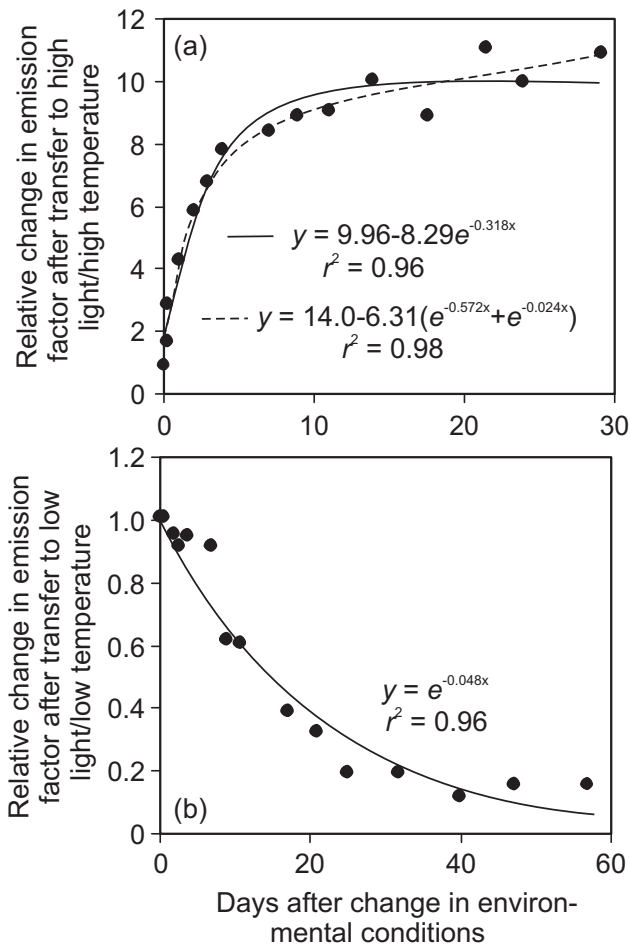 Relative change in emission
factor after transfer to high
light/high temperature
12
10
8
6
4
2
0
(a)
y = 9.96-8.29e^-0.318x
r² = 0.96
y = 14.0-6.31(e^-0.572x+e^-0.024x)
r² = 0.98
0 10 20 30
Relative change in emission
factor after transfer to low
light/low temperature
1.2
1.0
0.8
0.6
0.4
0.2
0
y = e^-0.048x
r² = 0.96
(b)
0 20 40 60
Days after change in environ-
mental conditions